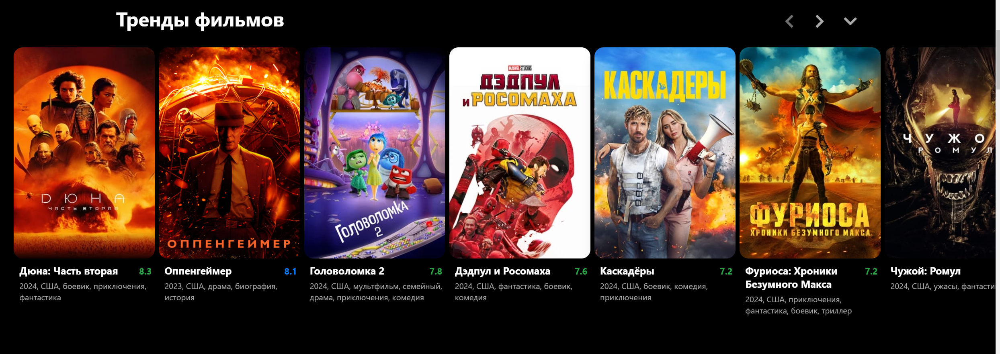 Тренды фильмов
ДЮНА
ЧАСТЬ ВТОРАЯ
ОППЕНГЕЙМЕР
Головоломка
2
MARVEL STUDIOS
ДЭДПУЛ
И РОСОМАХА
КАСКАДЕРЫ
ФУРИОСА
ХРОНИКИ БЕЗУМНОГО МАКСА
ЧУЖО
РОМУЛ
Дюна: Часть вторая 8.3
2024, США, боевик, приключения,
фантастика
Оппенгеймер 8.1
2023, США, драма, биография,
история
Головоломка 2 7.8
2024, США, мультфильм, семейный,
драма, приключения, комедия
Дэдпул и Росомаха 7.6
2024, США, фантастика, боевик,
комедия
Каскадёры 7.2
2024, США, боевик, комедия,
приключения
Фуриоса: Хроники 7.2
Безумного Макса
2024, США, приключения,
фантастика, боевик, триллер
Чужой: Ромул
2024, США, ужасы, фантасти